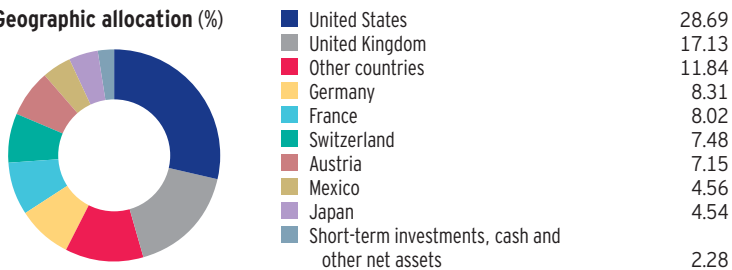 Geographic allocation (%)
United States 28.69
United Kingdom 17.13
Other countries 11.84
Germany 8.31
France 8.02
Switzerland 7.48
Austria 7.15
Mexico 4.56
Japan 4.54
Short-term investments, cash and
other net assets 2.28